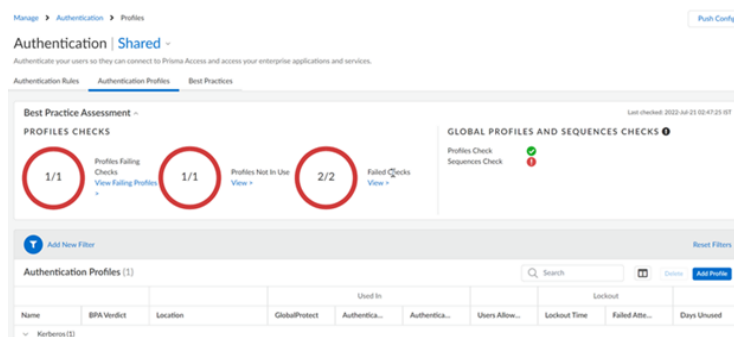 Manage > Authentication > Profiles
Push Config
Authentication | Shared
Authenticate your users so they can connect to Prisma Access and access your enterprise applications and services.
Authentication Rules Authentication Profiles Best Practices
Best Practice Assessment
Last checked: 2022-Jul-21 02:47:25 IST
PROFILES CHECKS
GLOBAL PROFILES AND SEQUENCES CHECKS
1/1
Profiles Failing
Checks
View Failing Profiles
>
1/1
Profiles Not In Use
View >
2/2
Failed Checks
View >
Profiles Check
Sequences Check
Add New Filter
Reset Filters
Authentication Profiles (1)
Search
Delete
Add Profile
Used In
Lockout
Name BPA Verdict Location GlobalProtect Authentica... Authentica... Users Allow... Lockout Time Failed Atte... Days Unused
Kerberos (1)